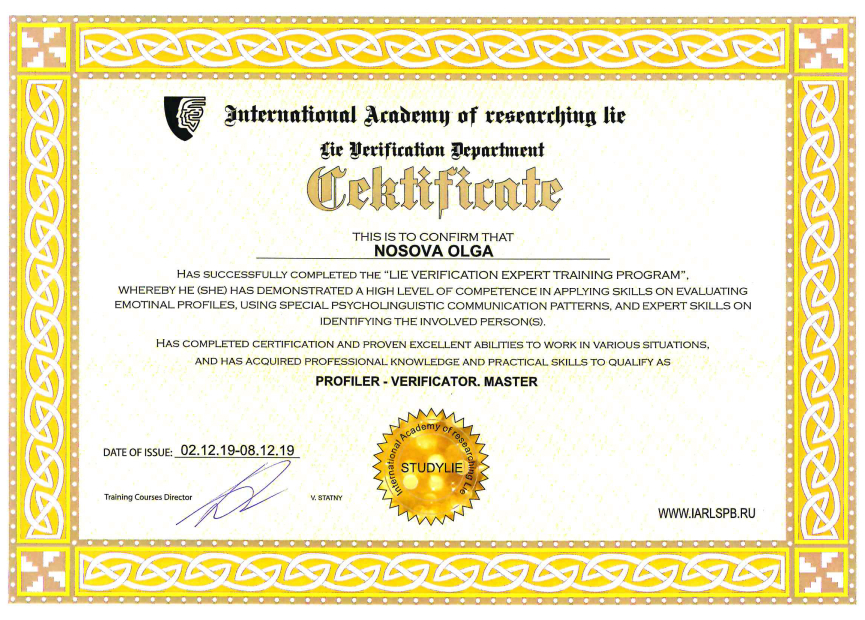 International Academy of researching lie
Lie Verification Department
Cektificate
THIS IS TO CONFIRM THAT
NOSOVA OLGA
HAS SUCCESSFULLY COMPLETED THE "LIE VERIFICATION EXPERT TRAINING PROGRAM",
WHEREBY HE (SHE) HAS DEMONSTRATED A HIGH LEVEL OF COMPETENCE IN APPLYING SKILLS ON EVALUATING
EMOTINAL PROFILES, USING SPECIAL PSYCHOLINGUISTIC COMMUNICATION PATTERNS, AND EXPERT SKILLS ON
IDENTIFYING THE INVOLVED PERSON(S).
HAS COMPLETED CERTIFICATION AND PROVEN EXCELLENT ABILITIES TO WORK IN VARIOUS SITUATIONS,
AND HAS ACQUIRED PROFESSIONAL KNOWLEDGE AND PRACTICAL SKILLS TO QUALIFY AS
PROFILER - VERIFICATOR. MASTER
DATE OF ISSUE: 02.12.19-08.12.19
International Academy of researching Lie
STUDYLIE
Training Courses Director
V. STATNY
WWW.IARLSPB.RU